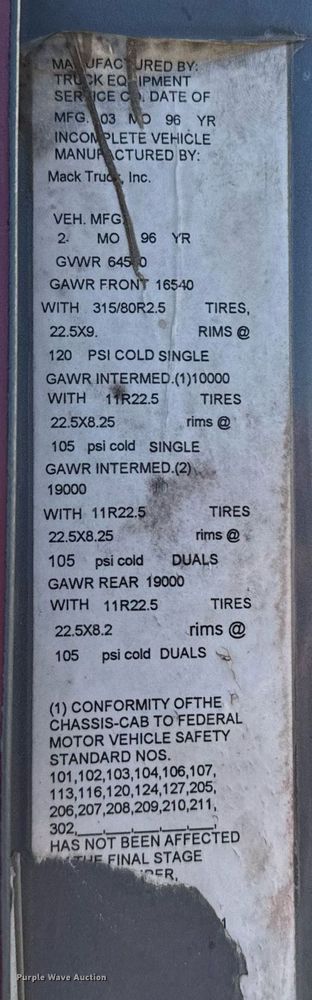 MANUFACTURED BY:
TRUCK EQUIPMENT
SERVICE CO. DATE OF
MFG. 03 MO 96 YR
INCOMPLETE VEHICLE
MANUFACTURED BY:
Mack Truck, Inc.
VEH. MFG.
2- MO 96 YR
GVWR 64540
GAWR FRONT 16540
WITH 315/80R2.5 TIRES,
22.5X9. RIMS @
120 PSI COLD SINGLE
GAWR INTERMED.(1)10000
WITH 11R22.5 TIRES
22.5X8.25 rims @
105 psi cold SINGLE
GAWR INTERMED.(2)
19000
WITH 11R22.5 TIRES
22.5X8.25 rims @
105 psi cold DUALS
GAWR REAR 19000
WITH 11R22.5 TIRES
22.5X8.2 rims @
105 psi cold DUALS
(1) CONFORMITY OFTHE
CHASSIS-CAB TO FEDERAL
MOTOR VEHICLE SAFETY
STANDARD NOS.
101,102,103,104,106,107,
113,116,120,124,127,205,
206,207,208,209,210,211,
302,___,___,___,___,___
HAS NOT BEEN AFFECTED
THE FINAL STAGE
Purple Wave Auction